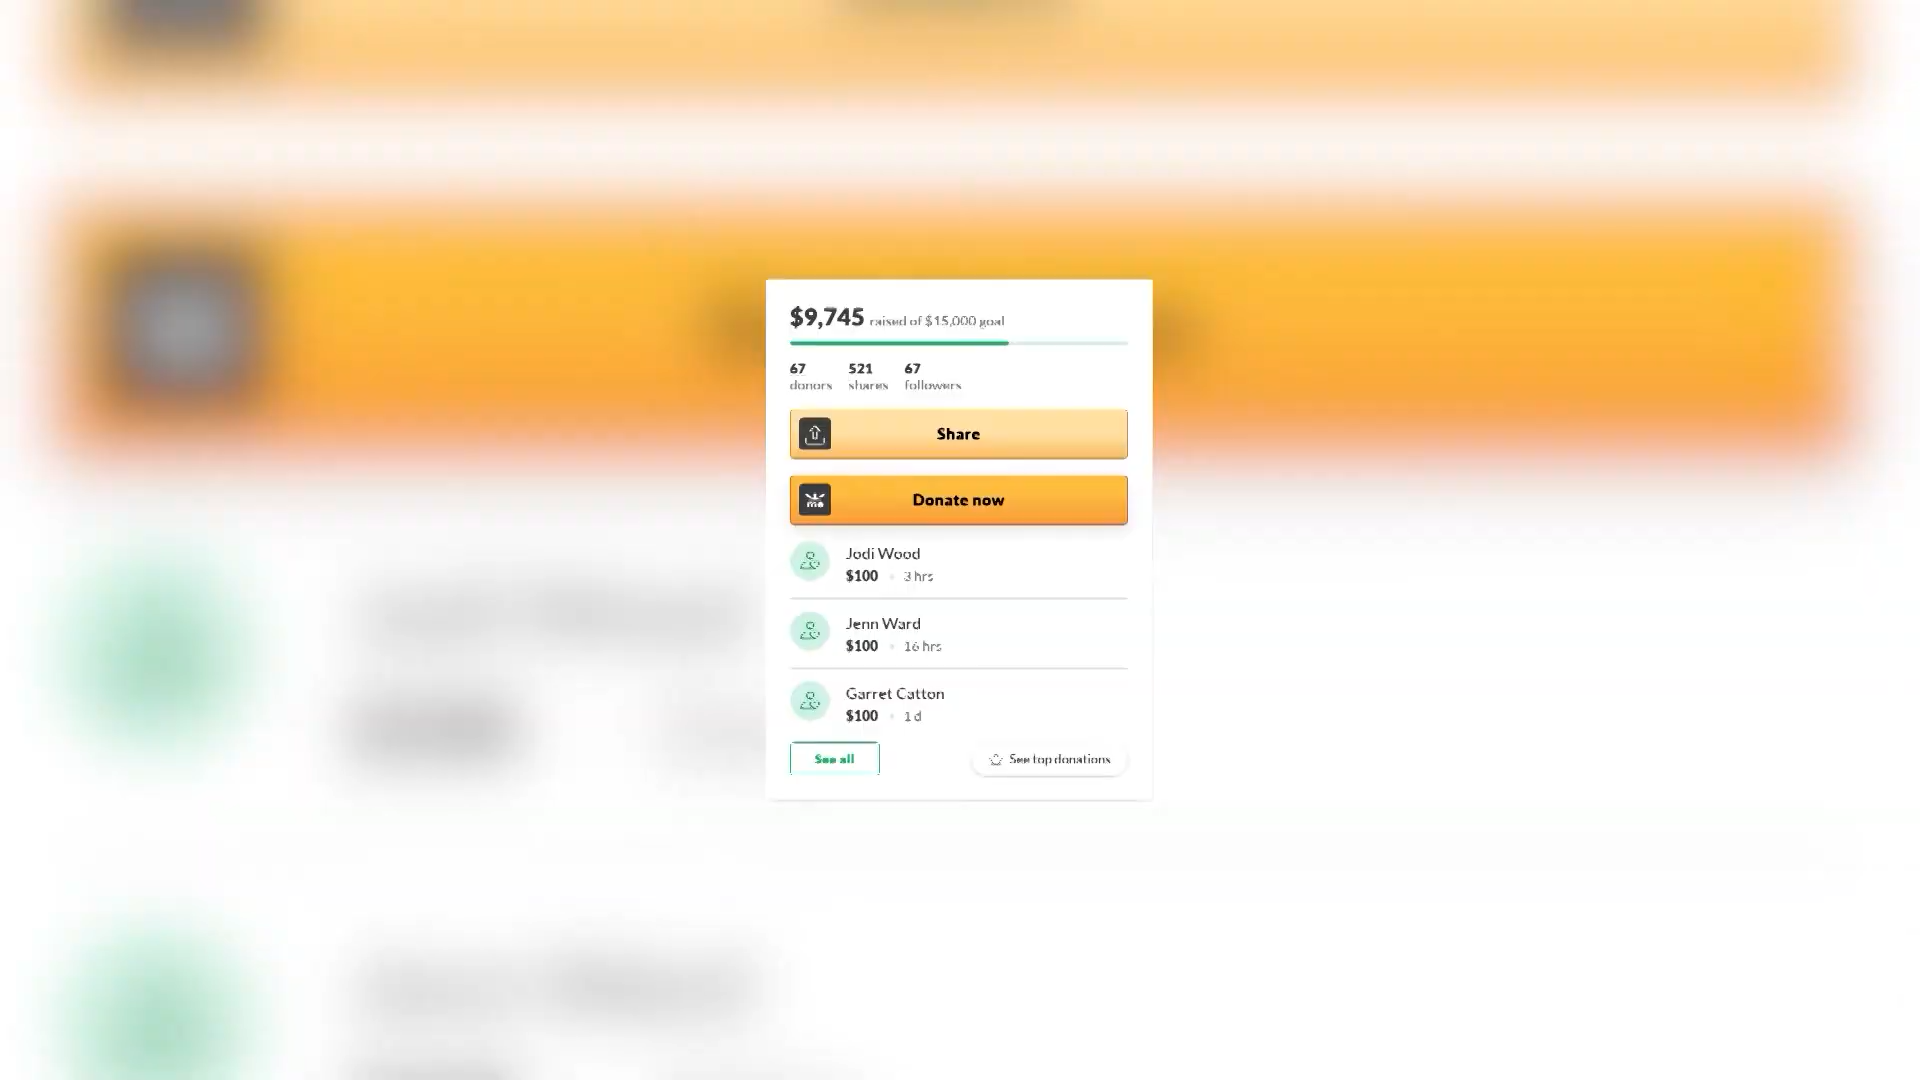 $9,745 raised of $15,000 goal
67 521 67
donors shares followers
Share
me Donate now
Jodi Wood
$100 • 3 hrs
Jenn Ward
$100 • 16 hrs
Garret Catton
$100 • 1 d
See all See top donations